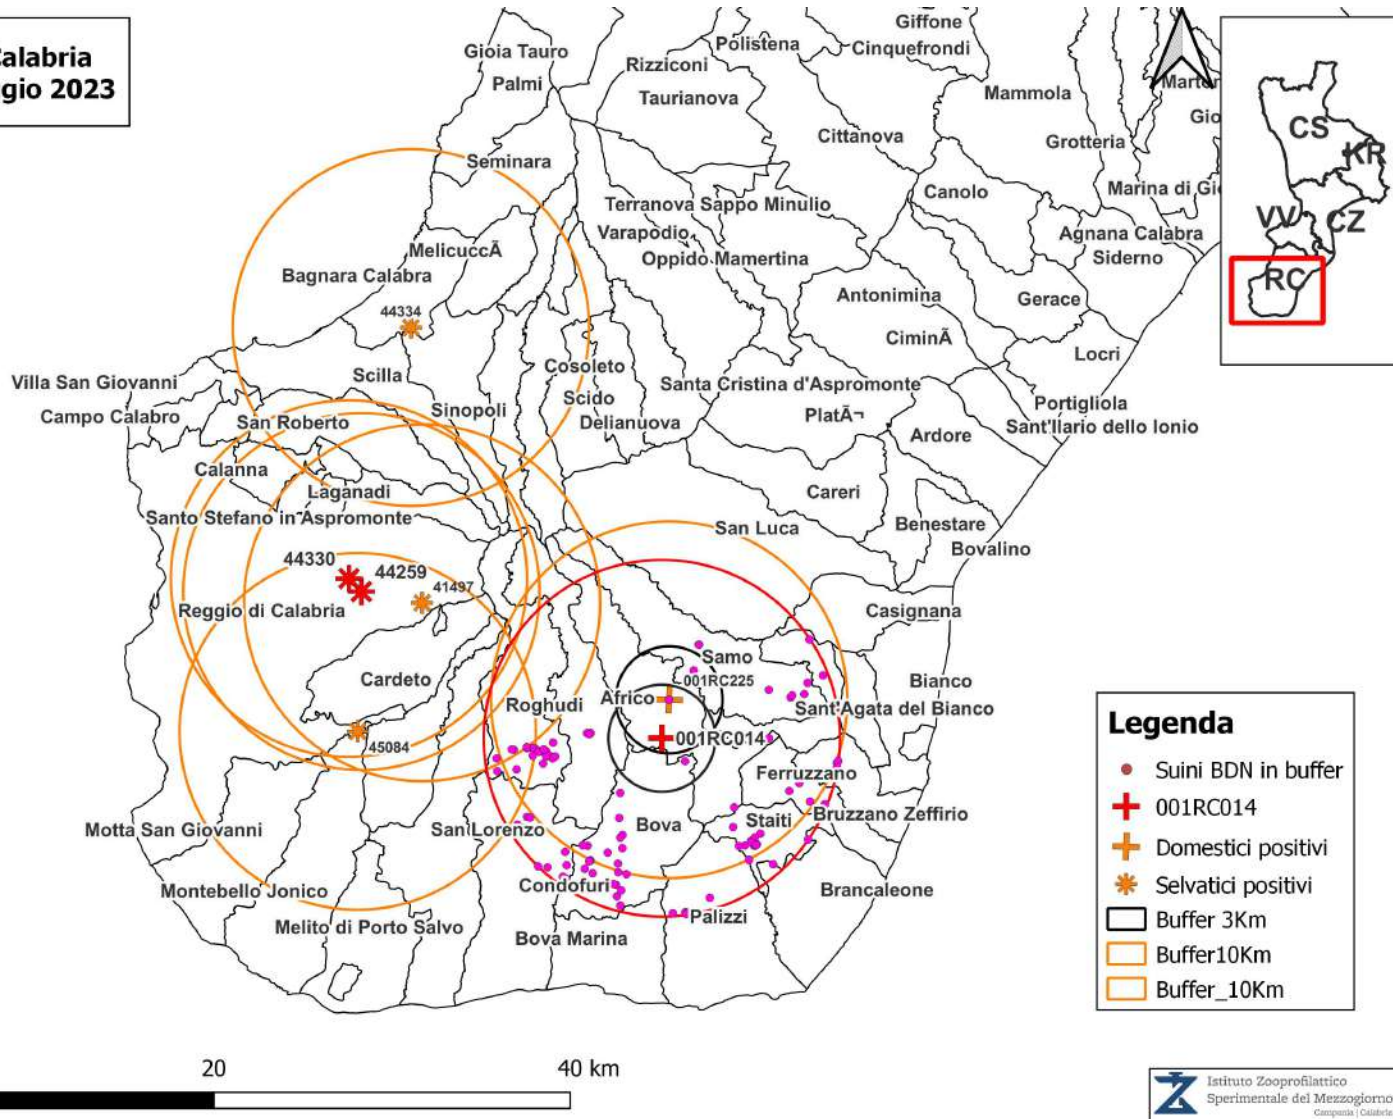 Calabria
gio 2023
Gioia Tauro
Palmi
Rizziconi
Taurianova
Polistena
Giffone
Cinquefrondi
Cittanova
Mammola
Grotteria
Marto
Gio
Marina di Gio
Seminara
Canolo
Terranova Sappo Minulio
Varapodio
Oppido Mamertina
Agnana Calabra
Siderno
MelicuccÃ
Bagnara Calabra
Antonimina
Gerace
CiminÃ
Locri
44334
Cosoleto
Scilla
Villa San Giovanni
Campo Calabro
Sinopoli
Scido
Delianuova
Santa Cristina d'Aspromonte
PlatÃ¬
Portigliola
Sant'Ilario dello Ionio
Ardore
San Roberto
Calanna
Laganadi
Santo Stefano in Aspromonte
Careri
San Luca
Benestare
Bovalino
44330
44259
41497
Reggio di Calabria
Casignana
Cardeto
Samo
001RC225
Africo
Roghudi
Bianco
Sant'Agata del Bianco
45084
001RC014
Ferruzzano
Motta San Giovanni
San Lorenzo
Bova
Staiti
Bruzzano Zeffirio
Montebello Jonico
Condofuri
Brancaleone
Melito di Porto Salvo
Bova Marina
Palizzi
CS
KR
VV
CZ
RC
Legenda
Suini BDN in buffer
001RC014
Domestici positivi
Selvatici positivi
Buffer 3Km
Buffer10Km
Buffer_10Km
20
40 km
Istituto Zooprofilattico
Sperimentale del Mezzogiorno
Campania | Calabria